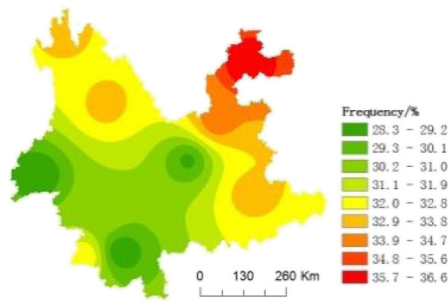 Frequency/%
28.3 - 29.2
29.3 - 30.1
30.2 - 31.0
31.1 - 31.9
32.0 - 32.8
32.9 - 33.8
33.9 - 34.7
34.8 - 35.6
35.7 - 36.6
0 130 260 Km